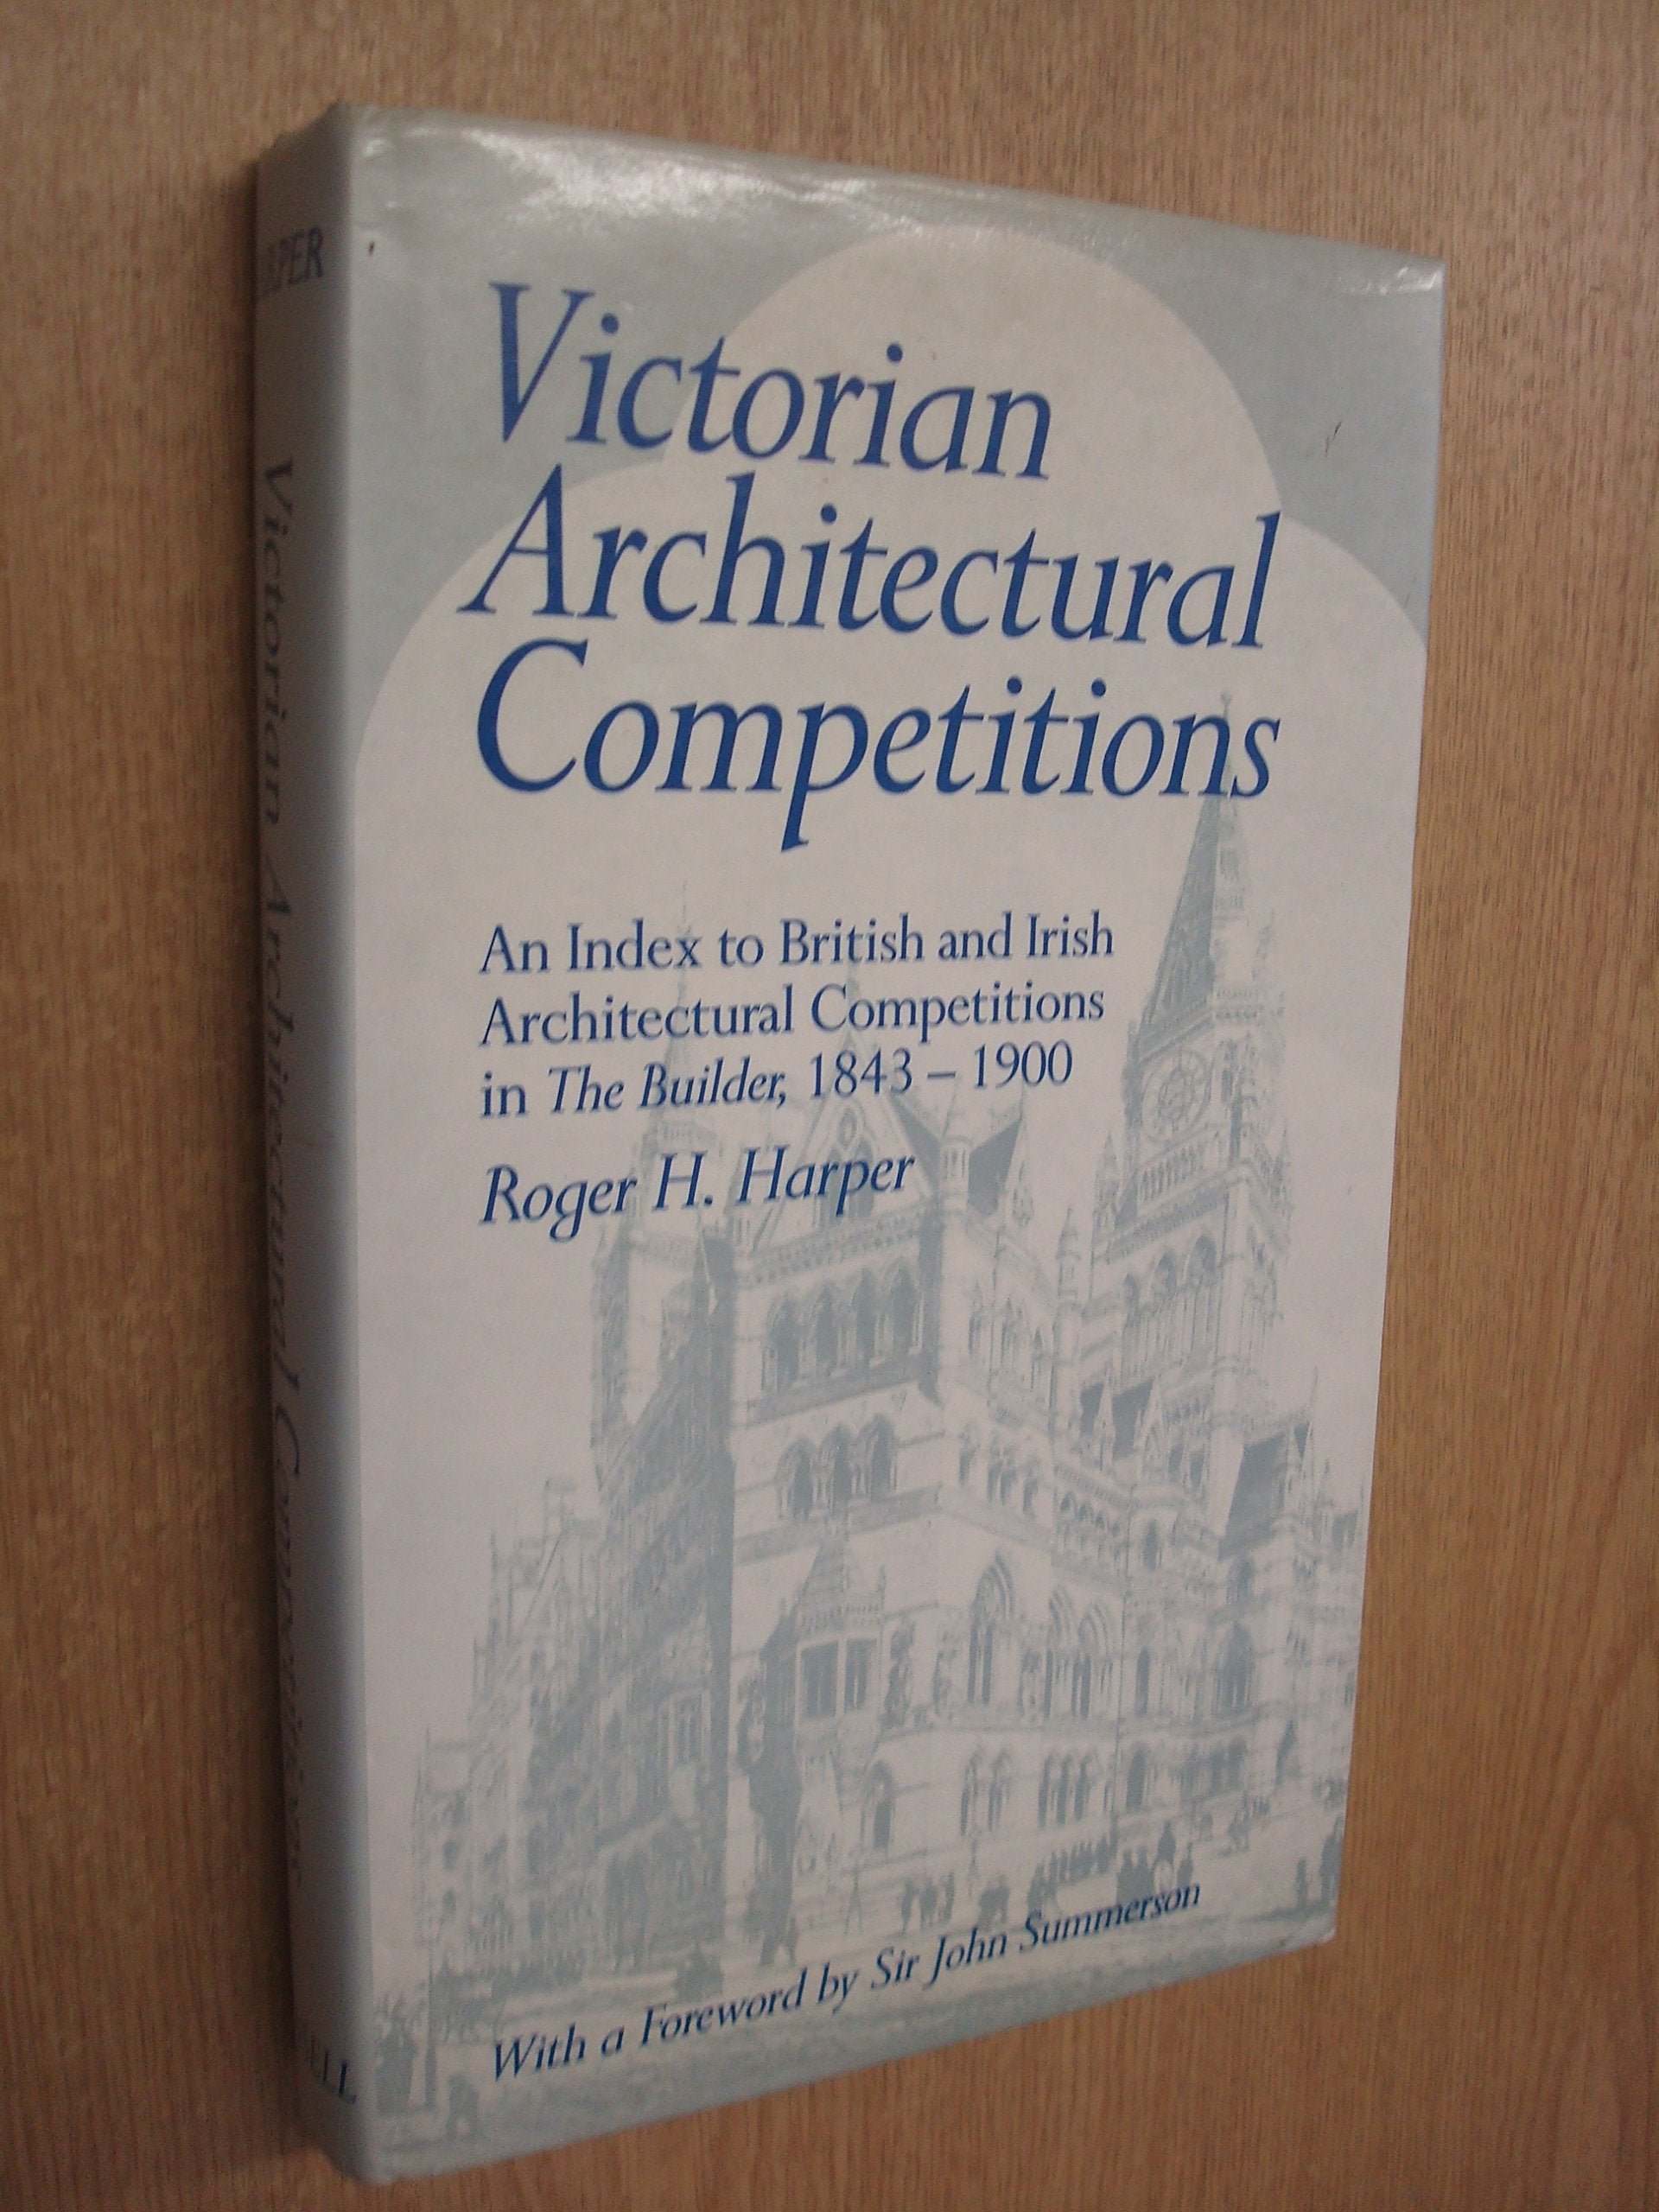 Victorian
Architectural
Competitions
An Index to British and Irish
Architectural Competitions
in The Builder, 1843 – 1900
Roger H. Harper
With a Foreword by Sir John Summerson
Victorian Architectural Competitions